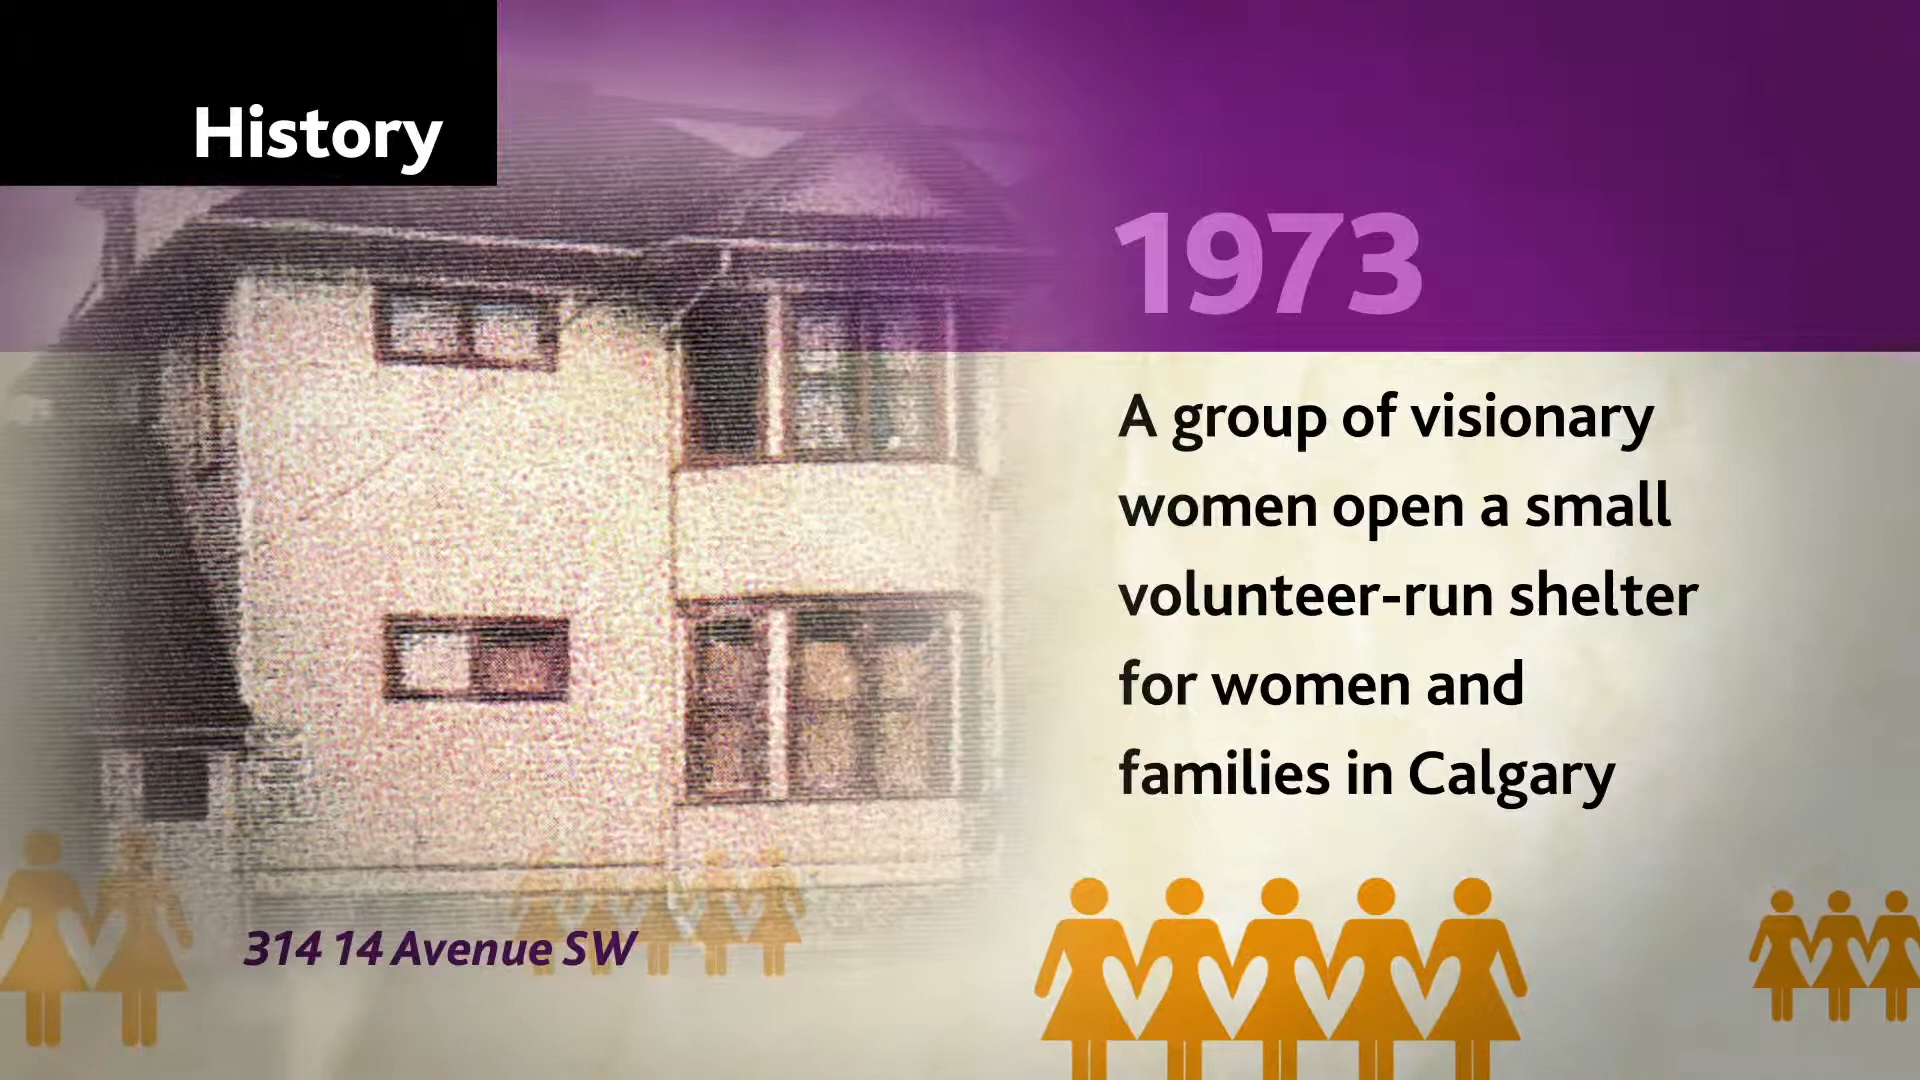 History
1973
A group of visionary
women open a small
volunteer-run shelter
for women and
families in Calgary
314 14 Avenue SW